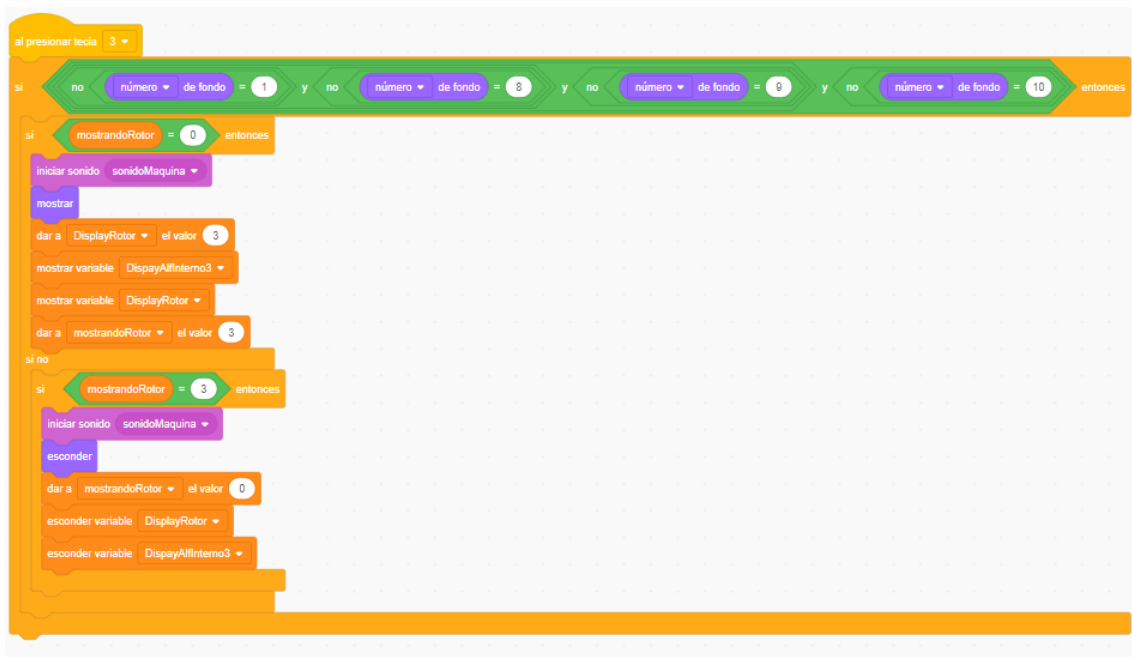 al presionar tecla 3
si no número de fondo = 1 y no número de fondo = 8 y no número de fondo = 9 y no número de fondo = 10 entonces
si mostrandoRotor = 0 entonces
iniciar sonido sonidoMaquina
mostrar
dar a DisplayRotor el valor 3
mostrar variable DispayAlfInterno3
mostrar variable DisplayRotor
dar a mostrandoRotor el valor 3
si no
si mostrandoRotor = 3 entonces
iniciar sonido sonidoMaquina
esconder
dar a mostrandoRotor el valor 0
esconder variable DisplayRotor
esconder variable DispayAlfInterno3